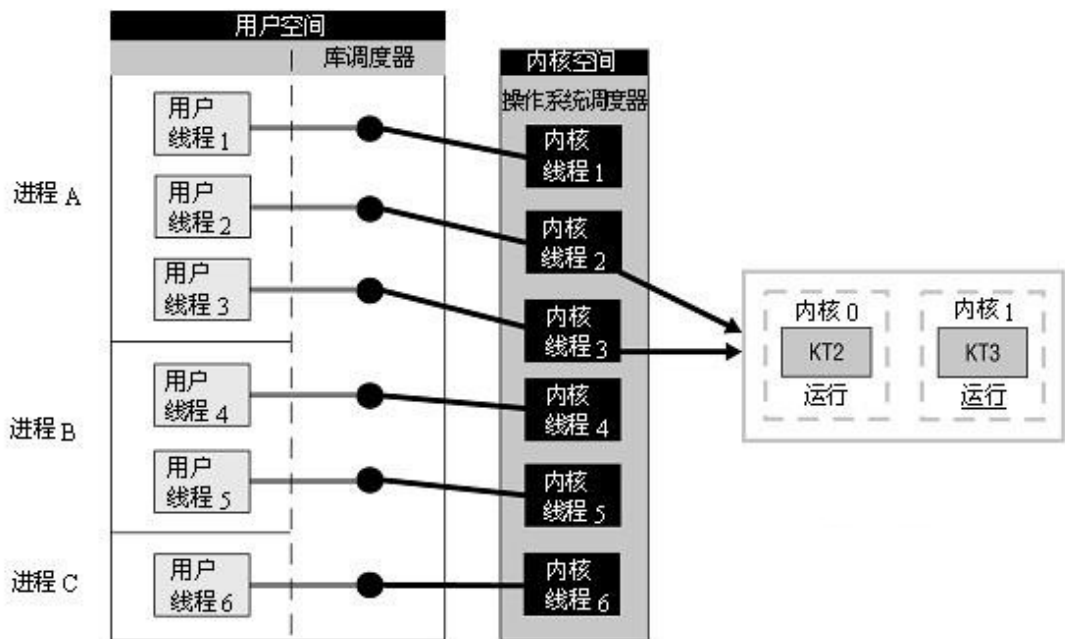 用户空间
库调度器
用户
线程1
用户
线程2
用户
线程3
用户
线程4
用户
线程5
用户
线程6
进程A
进程B
进程C
内核空间
操作系统调度器
内核
线程1
内核
线程2
内核
线程3
内核
线程4
内核
线程5
内核
线程6
内核0
KT2
运行
内核1
KT3
运行